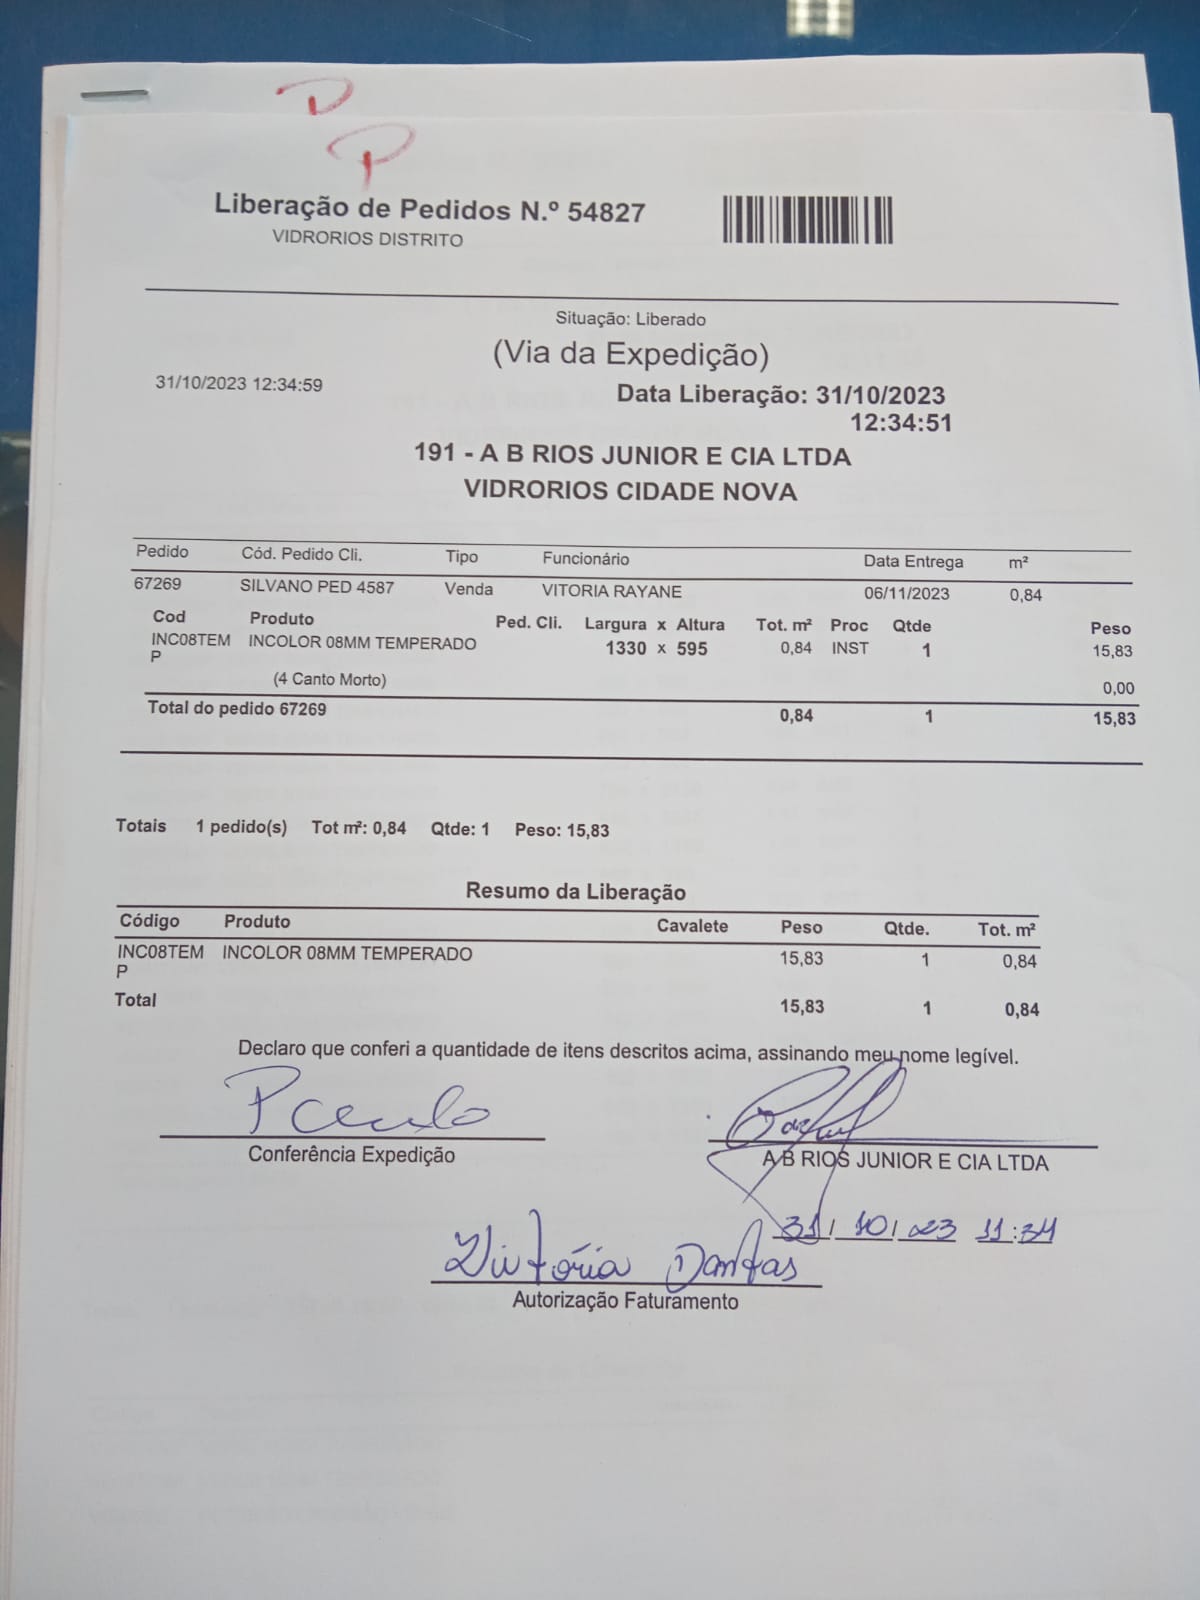 P
P
Liberação de Pedidos N.º 54827
VIDRORIOS DISTRITO
Situação: Liberado
(Via da Expedição)
31/10/2023 12:34:59
Data Liberação: 31/10/2023
12:34:51
191 - A B RIOS JUNIOR E CIA LTDA
VIDRORIOS CIDADE NOVA
Pedido Cód. Pedido Cli. Tipo Funcionário Data Entrega m²
67269 SILVANO PED 4587 Venda VITORIA RAYANE 06/11/2023 0,84
Cod Produto Ped. Cli. Largura x Altura Tot. m² Proc Qtde Peso
INC08TEM INCOLOR 08MM TEMPERADO 1330 x 595 0,84 INST 1 15,83
P
(4 Canto Morto) 0,00
Total do pedido 67269 0,84 1 15,83
Totais 1 pedido(s) Tot m²: 0,84 Qtde: 1 Peso: 15,83
Resumo da Liberação
Código Produto Cavalete Peso Qtde. Tot. m²
INC08TEM INCOLOR 08MM TEMPERADO 15,83 1 0,84
P
Total 15,83 1 0,84
Declaro que conferi a quantidade de itens descritos acima, assinando meu nome legível.
Conferência Expedição
A B RIOS JUNIOR E CIA LTDA
31/10/23 11:34
Victória Dantas
Autorização Faturamento